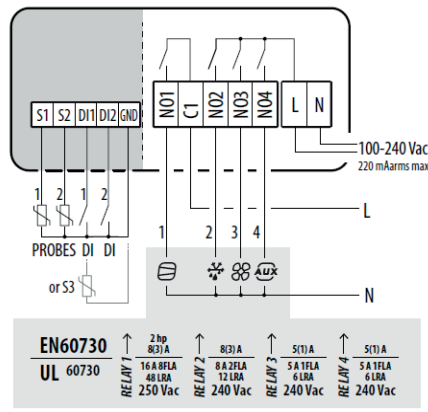 S1 S2 DI1 DI2 GND NO1 C1 NO2 NO3 NO4 L N
100-240 Vac
220 mAarms max
1 2 1 2
L
PROBES DI DI
1 2 3 4
or S3
AUX
N
EN60730
UL 60730
RELAY 1
2 hp
8(3) A
16 A 8FLA
48 LRA
250 Vac
RELAY 2
8(3) A
8 A 2FLA
12 LRA
240 Vac
RELAY 3
5(1) A
5 A 1FLA
6 LRA
240 Vac
RELAY 4
5(1) A
5 A 1FLA
6 LRA
240 Vac